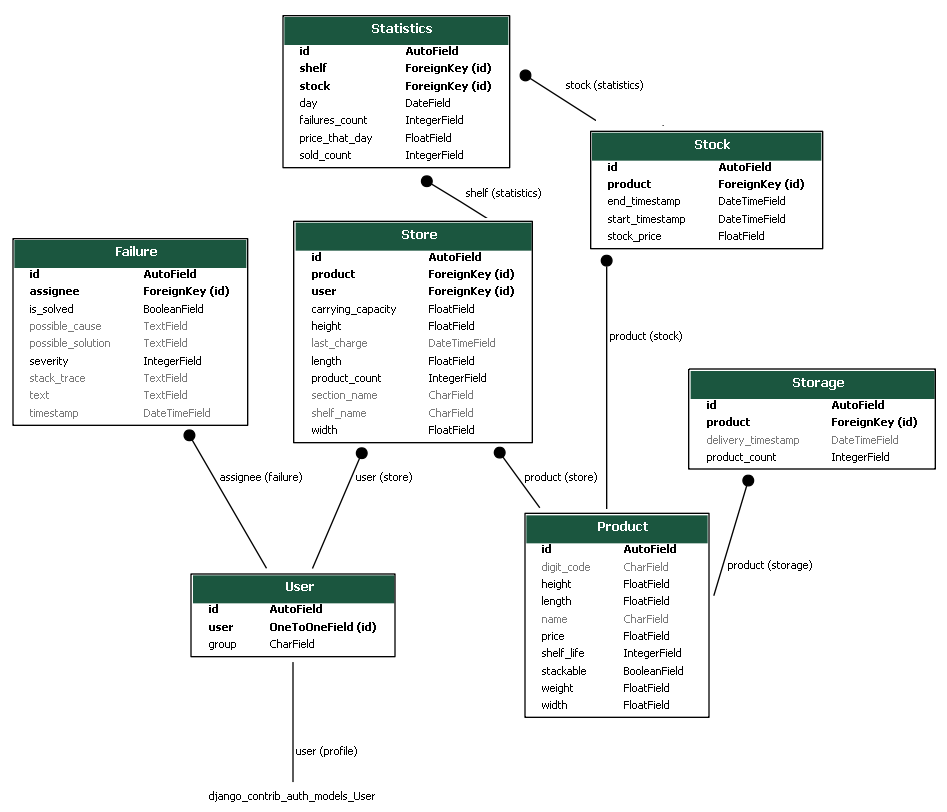 Statistics
id AutoField
shelf ForeignKey (id)
stock ForeignKey (id)
day DateField
failures_count IntegerField
price_that_day FloatField
sold_count IntegerField
stock (statistics)
Stock
id AutoField
product ForeignKey (id)
end_timestamp DateTimeField
start_timestamp DateTimeField
stock_price FloatField
shelf (statistics)
Store
id AutoField
product ForeignKey (id)
user ForeignKey (id)
carrying_capacity FloatField
height FloatField
last_charge DateTimeField
length FloatField
product_count IntegerField
section_name CharField
shelf_name CharField
width FloatField
Failure
id AutoField
assignee ForeignKey (id)
is_solved BooleanField
possible_cause TextField
possible_solution TextField
severity IntegerField
stack_trace TextField
text TextField
timestamp DateTimeField
product (stock)
Storage
id AutoField
product ForeignKey (id)
delivery_timestamp DateTimeField
product_count IntegerField
assignee (failure)
user (store)
product (store)
product (storage)
Product
id AutoField
digit_code CharField
height FloatField
length FloatField
name CharField
price FloatField
shelf_life IntegerField
stackable BooleanField
weight FloatField
width FloatField
User
id AutoField
user OneToOneField (id)
group CharField
user (profile)
django_contrib_auth_models_User